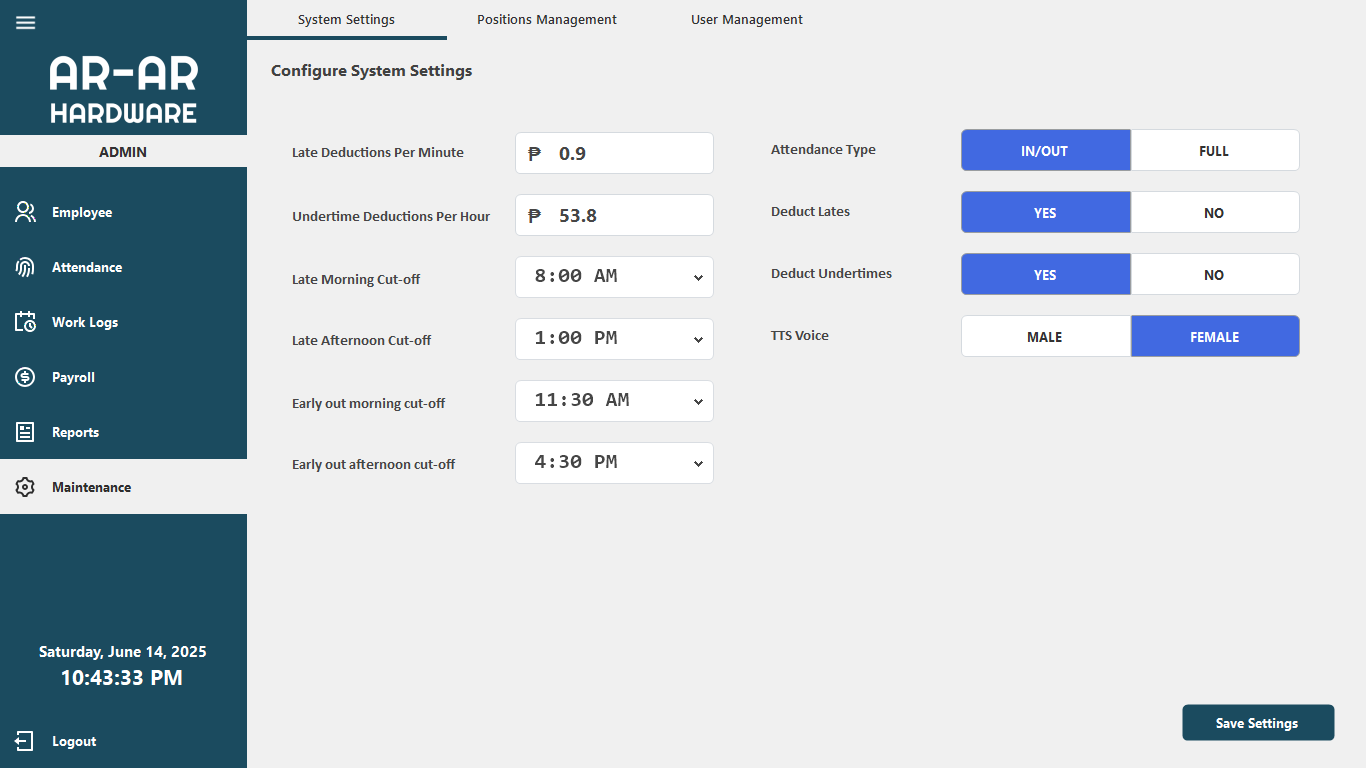 System Settings
Positions Management
User Management
AR-AR
HARDWARE
ADMIN
Employee
Attendance
Work Logs
Payroll
Reports
Maintenance
Saturday, June 14, 2025
10:43:33 PM
Logout
Configure System Settings
Late Deductions Per Minute
₱ 0.9
Undertime Deductions Per Hour
₱ 53.8
Late Morning Cut-off
8:00 AM
Late Afternoon Cut-off
1:00 PM
Early out morning cut-off
11:30 AM
Early out afternoon cut-off
4:30 PM
Attendance Type
IN/OUT
FULL
Deduct Lates
YES
NO
Deduct Undertimes
YES
NO
TTS Voice
MALE
FEMALE
Save Settings